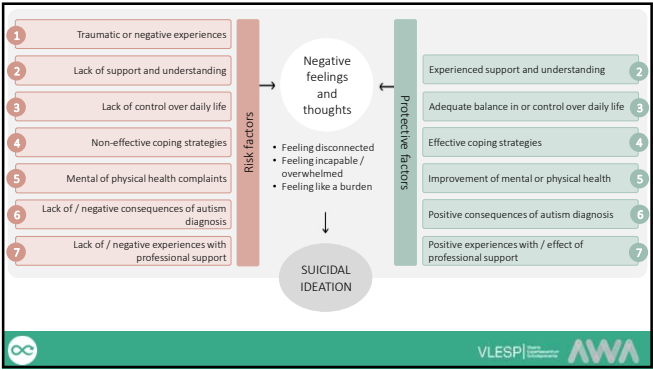 1
Traumatic or negative experiences
2
Lack of support and understanding
3
Lack of control over daily life
4
Non-effective coping strategies
5
Mental of physical health complaints
6
Lack of / negative consequences of autism
diagnosis
7
Lack of / negative experiences with
professional support
Risk factors
Negative
feelings
and
thoughts
• Feeling disconnected
• Feeling incapable /
overwhelmed
• Feeling like a burden
SUICIDAL
IDEATION
Protective factors
Experienced support and understanding
2
Adequate balance in or control over daily life
3
Effective coping strategies
4
Improvement of mental or physical health
5
Positive consequences of autism diagnosis
6
Positive experiences with / effect of
professional support
7
VLESP
AWA